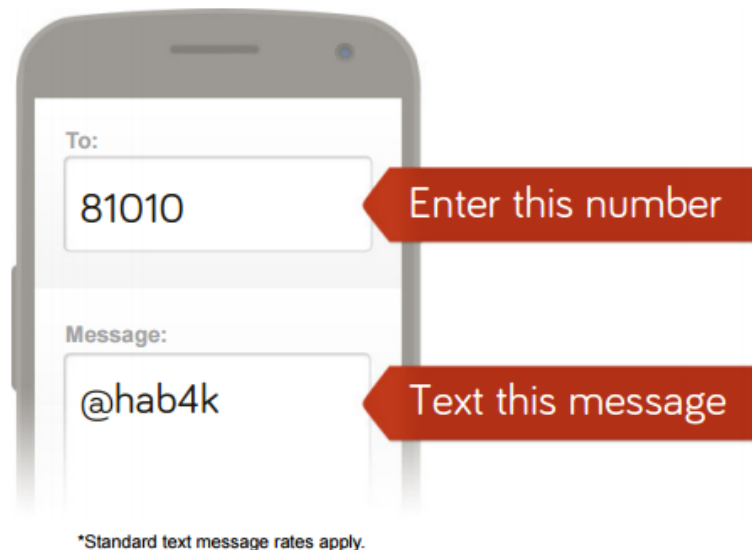 To:
81010
Enter this number
Message:
@hab4k
Text this message
*Standard text message rates apply.